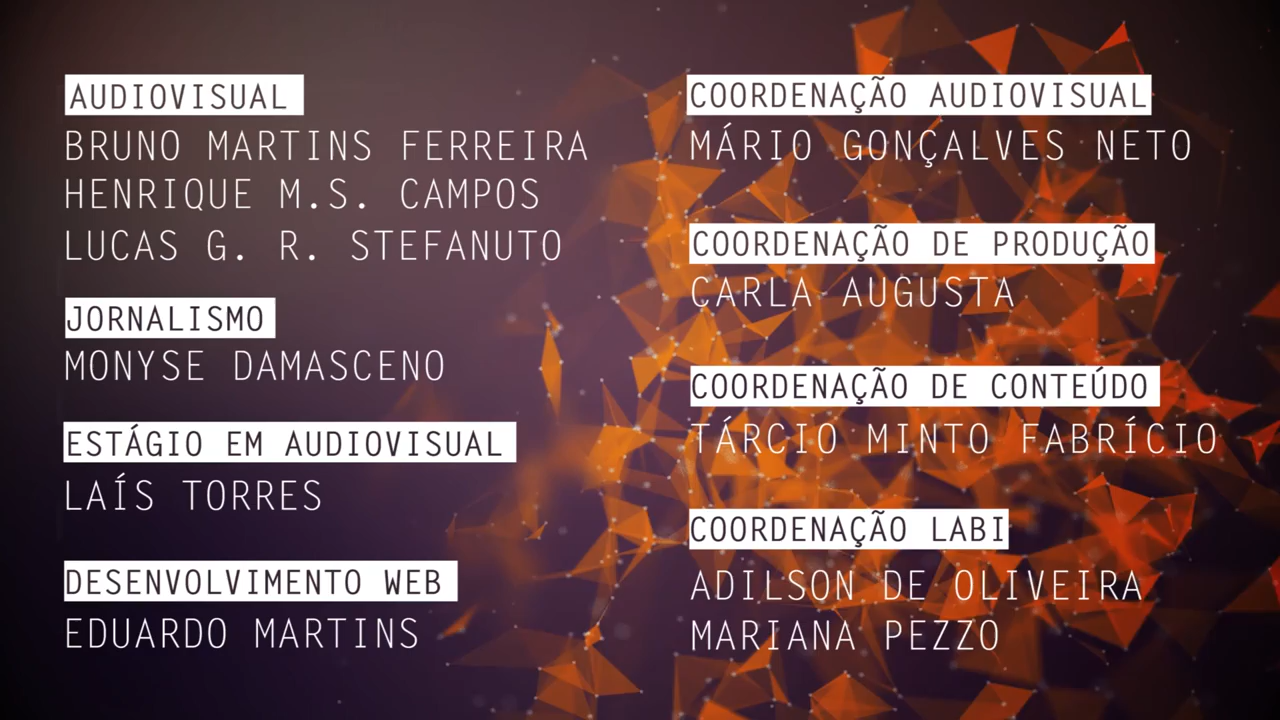 AUDIOVISUAL
BRUNO MARTINS FERREIRA
HENRIQUE M.S. CAMPOS
LUCAS G. R. STEFANUTO
JORNALISMO
MONYSE DAMASCENO
ESTÁGIO EM AUDIOVISUAL
LAÍS TORRES
DESENVOLVIMENTO WEB
EDUARDO MARTINS
COORDENAÇÃO AUDIOVISUAL
MÁRIO GONÇALVES NETO
COORDENAÇÃO DE PRODUÇÃO
CARLA AUGUSTA
COORDENAÇÃO DE CONTEÚDO
TÁRCIO MINTO FABRÍCIO
COORDENAÇÃO LABI
ADILSON DE OLIVEIRA
MARIANA PEZZO